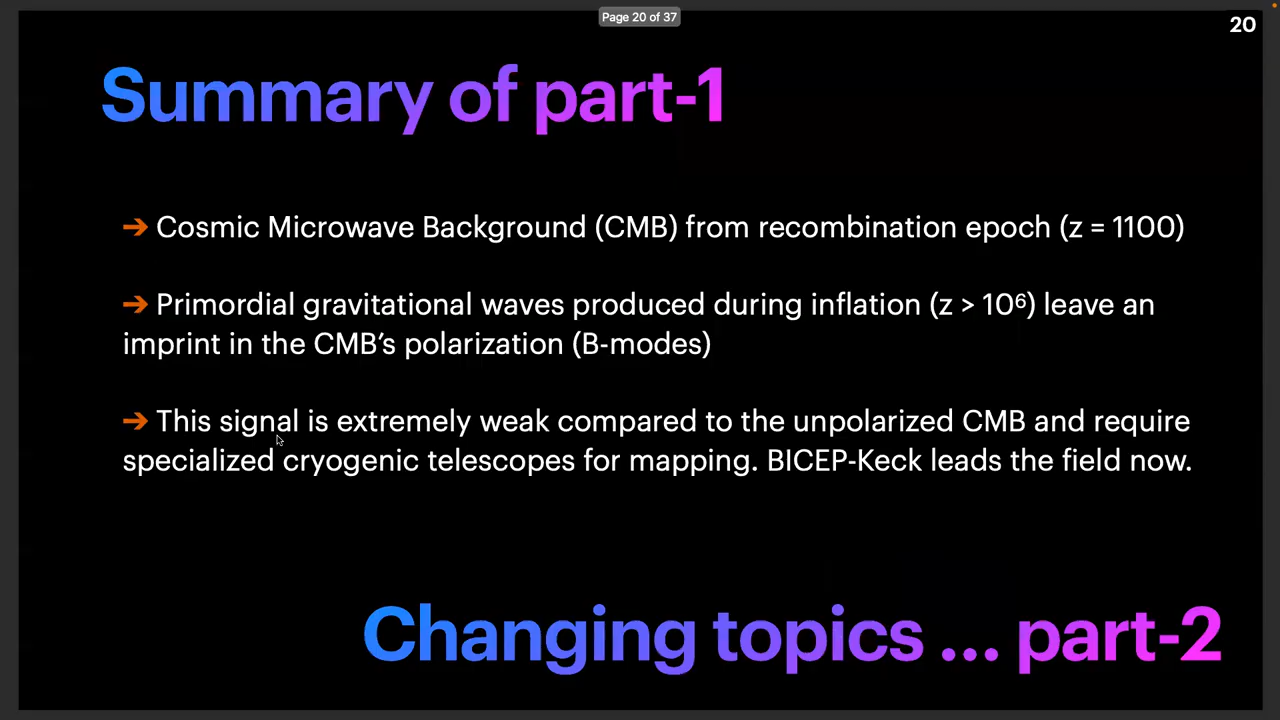 Page 20 of 37
20
Summary of part-1
➔ Cosmic Microwave Background (CMB) from recombination epoch (z = 1100)
➔ Primordial gravitational waves produced during inflation (z > 10⁶) leave an
imprint in the CMB’s polarization (B-modes)
➔ This signal is extremely weak compared to the unpolarized CMB and require
specialized cryogenic telescopes for mapping. BICEP-Keck leads the field now.
Changing topics ... part-2